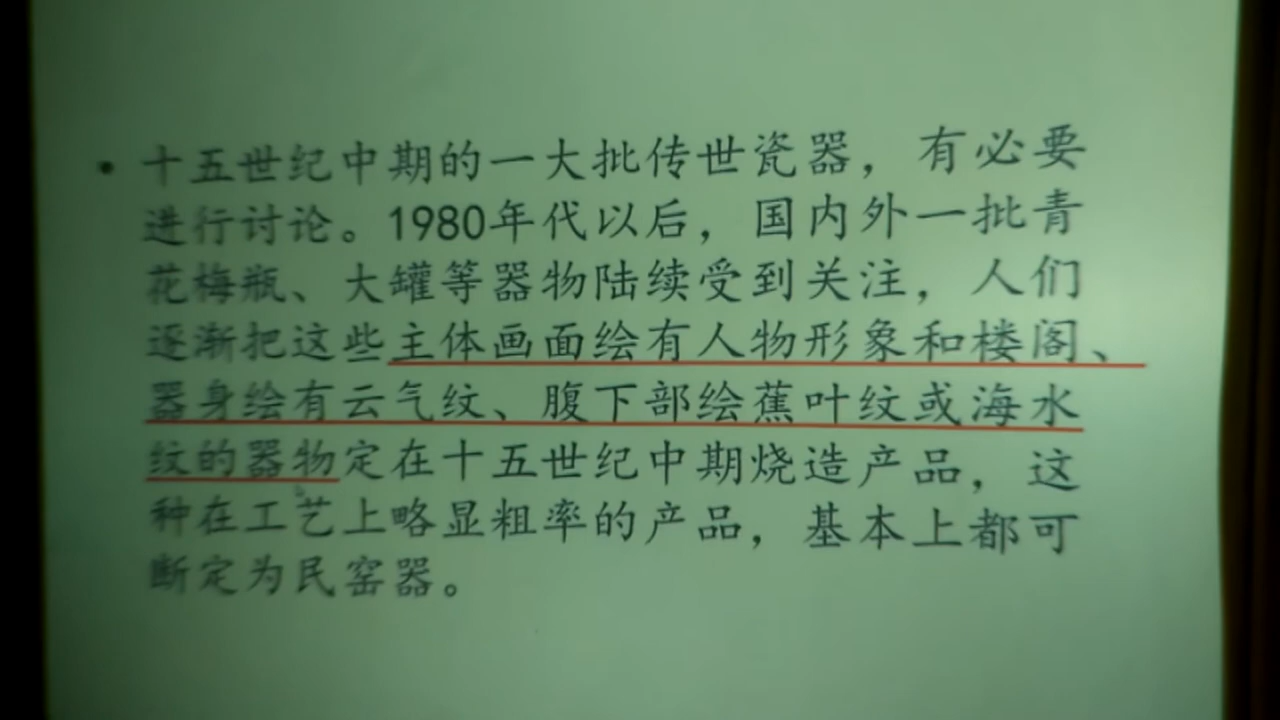 • 十五世纪中期的一大批传世瓷器，有必要
进行讨论。1980年代以后，国内外一批青
花梅瓶、大罐等器物陆续受到关注，人们
逐渐把这些主体画面绘有人物形象和楼阁、
器身绘有云气纹、腹下部绘蕉叶纹或海水
纹的器物定在十五世纪中期烧造产品，这
种在工艺上略显粗率的产品，基本上都可
断定为民窑器。